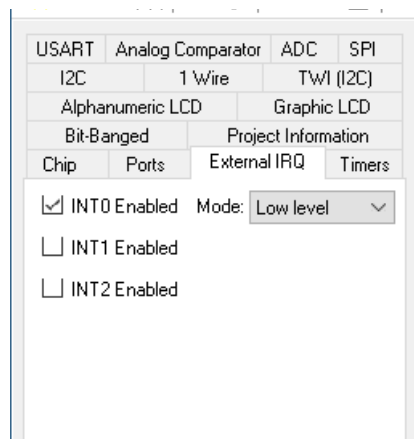 USART Analog Comparator ADC SPI
I2C 1 Wire TWI (I2C)
Alphanumeric LCD Graphic LCD
Bit-Banged Project Information
Chip Ports External IRQ Timers
INT0 Enabled Mode: Low level
INT1 Enabled
INT2 Enabled